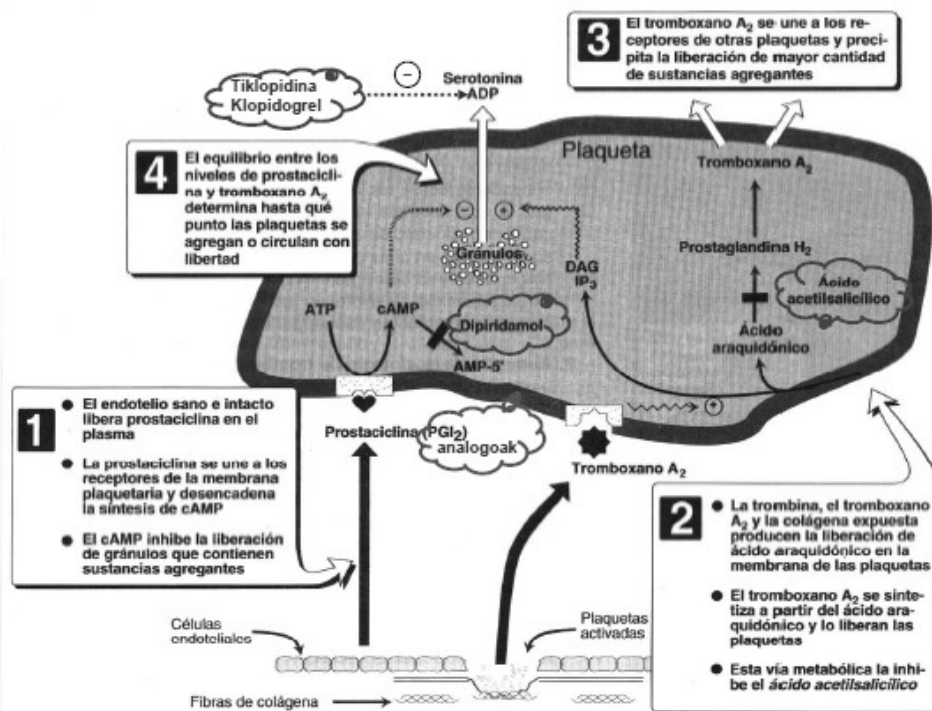 3
El tromboxano A2 se une a los re-
ceptores de otras plaquetas y preci-
pita la liberación de mayor cantidad
de sustancias agregantes
Tiklopidina
Klopidogrel
−
Serotonina
ADP
4
El equilibrio entre los
niveles de prostacicli-
na y tromboxano A2
determina hasta qué
punto las plaquetas se
agregan o circulan con
libertad
Plaqueta
Tromboxano A2
− +
Gránulos
Prostaglandina H2
DAG
IP3
Ácido
acetilsalicílico
ATP
cAMP
Dipiridamol
Ácido
araquidónico
AMP-5'
1
● El endotelio sano e intacto
libera prostaciclina en el
plasma
● La prostaciclina se une a los
receptores de la membrana
plaquetaria y desencadena
la síntesis de cAMP
● El cAMP inhibe la liberación
de gránulos que contienen
sustancias agregantes
Prostaciclina (PGI2)
analogoak
+
Tromboxano A2
2
● La trombina, el tromboxano
A2 y la colágena expuesta
producen la liberación de
ácido araquidónico en la
membrana de las plaquetas
● El tromboxano A2 se sinte-
tiza a partir del ácido ara-
quidónico y lo liberan las
plaquetas
● Esta vía metabólica la inhi-
be el ácido acetilsalicílico
Células
endoteliales
Plaquetas
activadas
Fibras de colágena